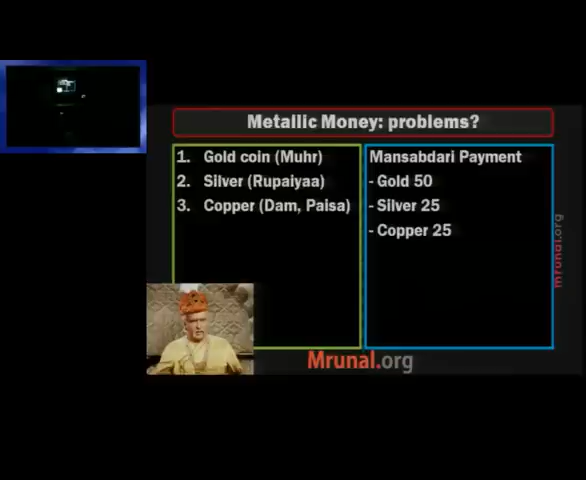 Metallic Money: problems?
1. Gold coin (Muhr)
2. Silver (Rupaiyaa)
3. Copper (Dam, Paisa)
Mansabdari Payment
- Gold 50
- Silver 25
- Copper 25
mrunal.org
Mrunal.org